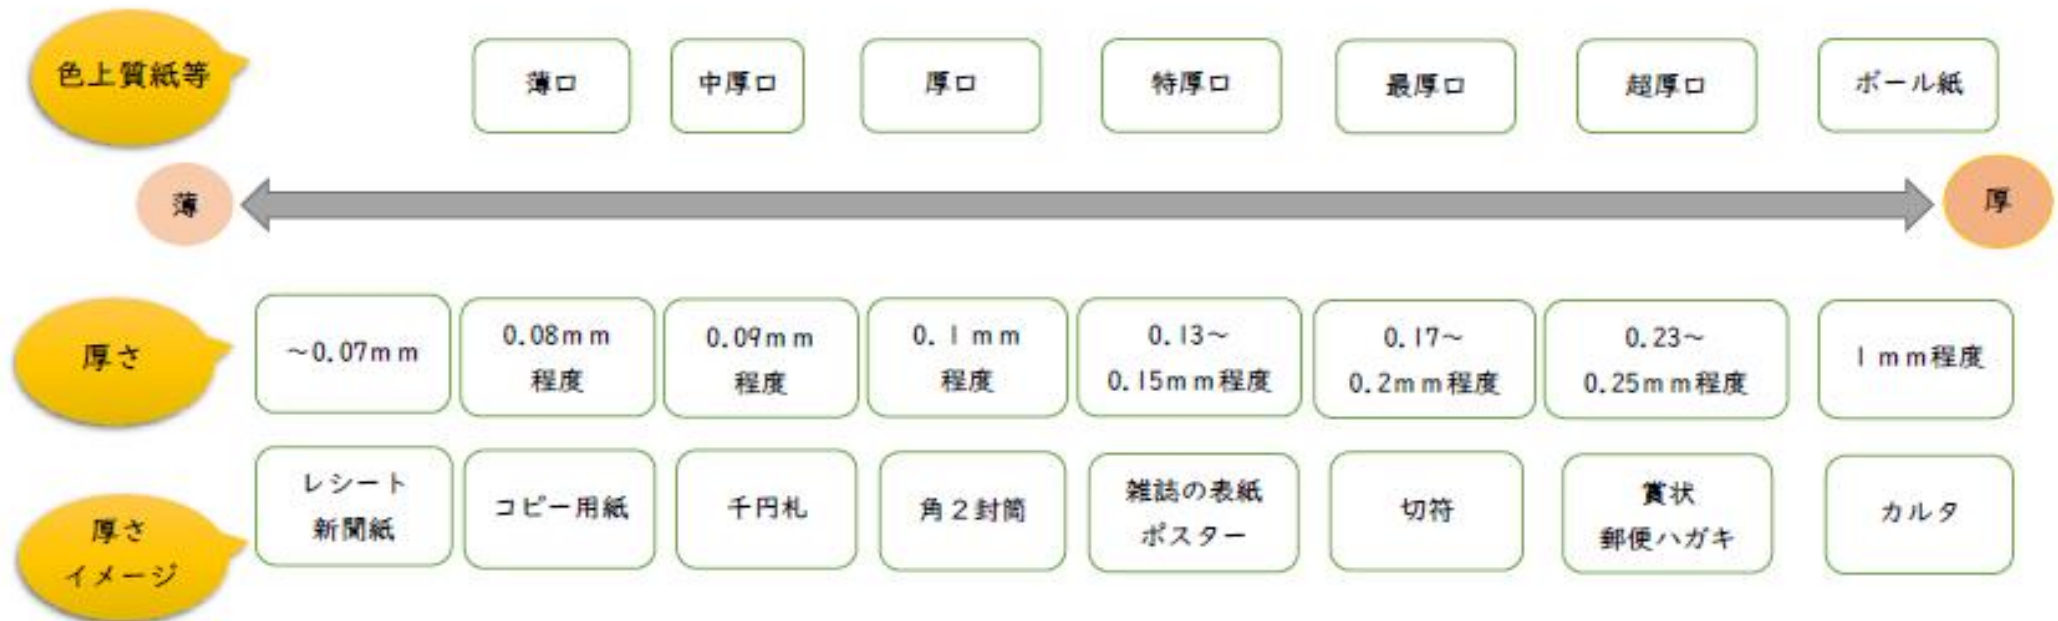 色上質紙等
薄口
中厚口
厚口
特厚口
最厚口
超厚口
ボール紙
薄
厚
厚さ
～0.07mm
0.08mm
程度
0.09mm
程度
0.1mm
程度
0.13～
0.15mm程度
0.17～
0.2mm程度
0.23～
0.25mm程度
1mm程度
厚さ
イメージ
レシート
新聞紙
コピー用紙
千円札
角2封筒
雑誌の表紙
ポスター
切符
賞状
郵便ハガキ
カルタ